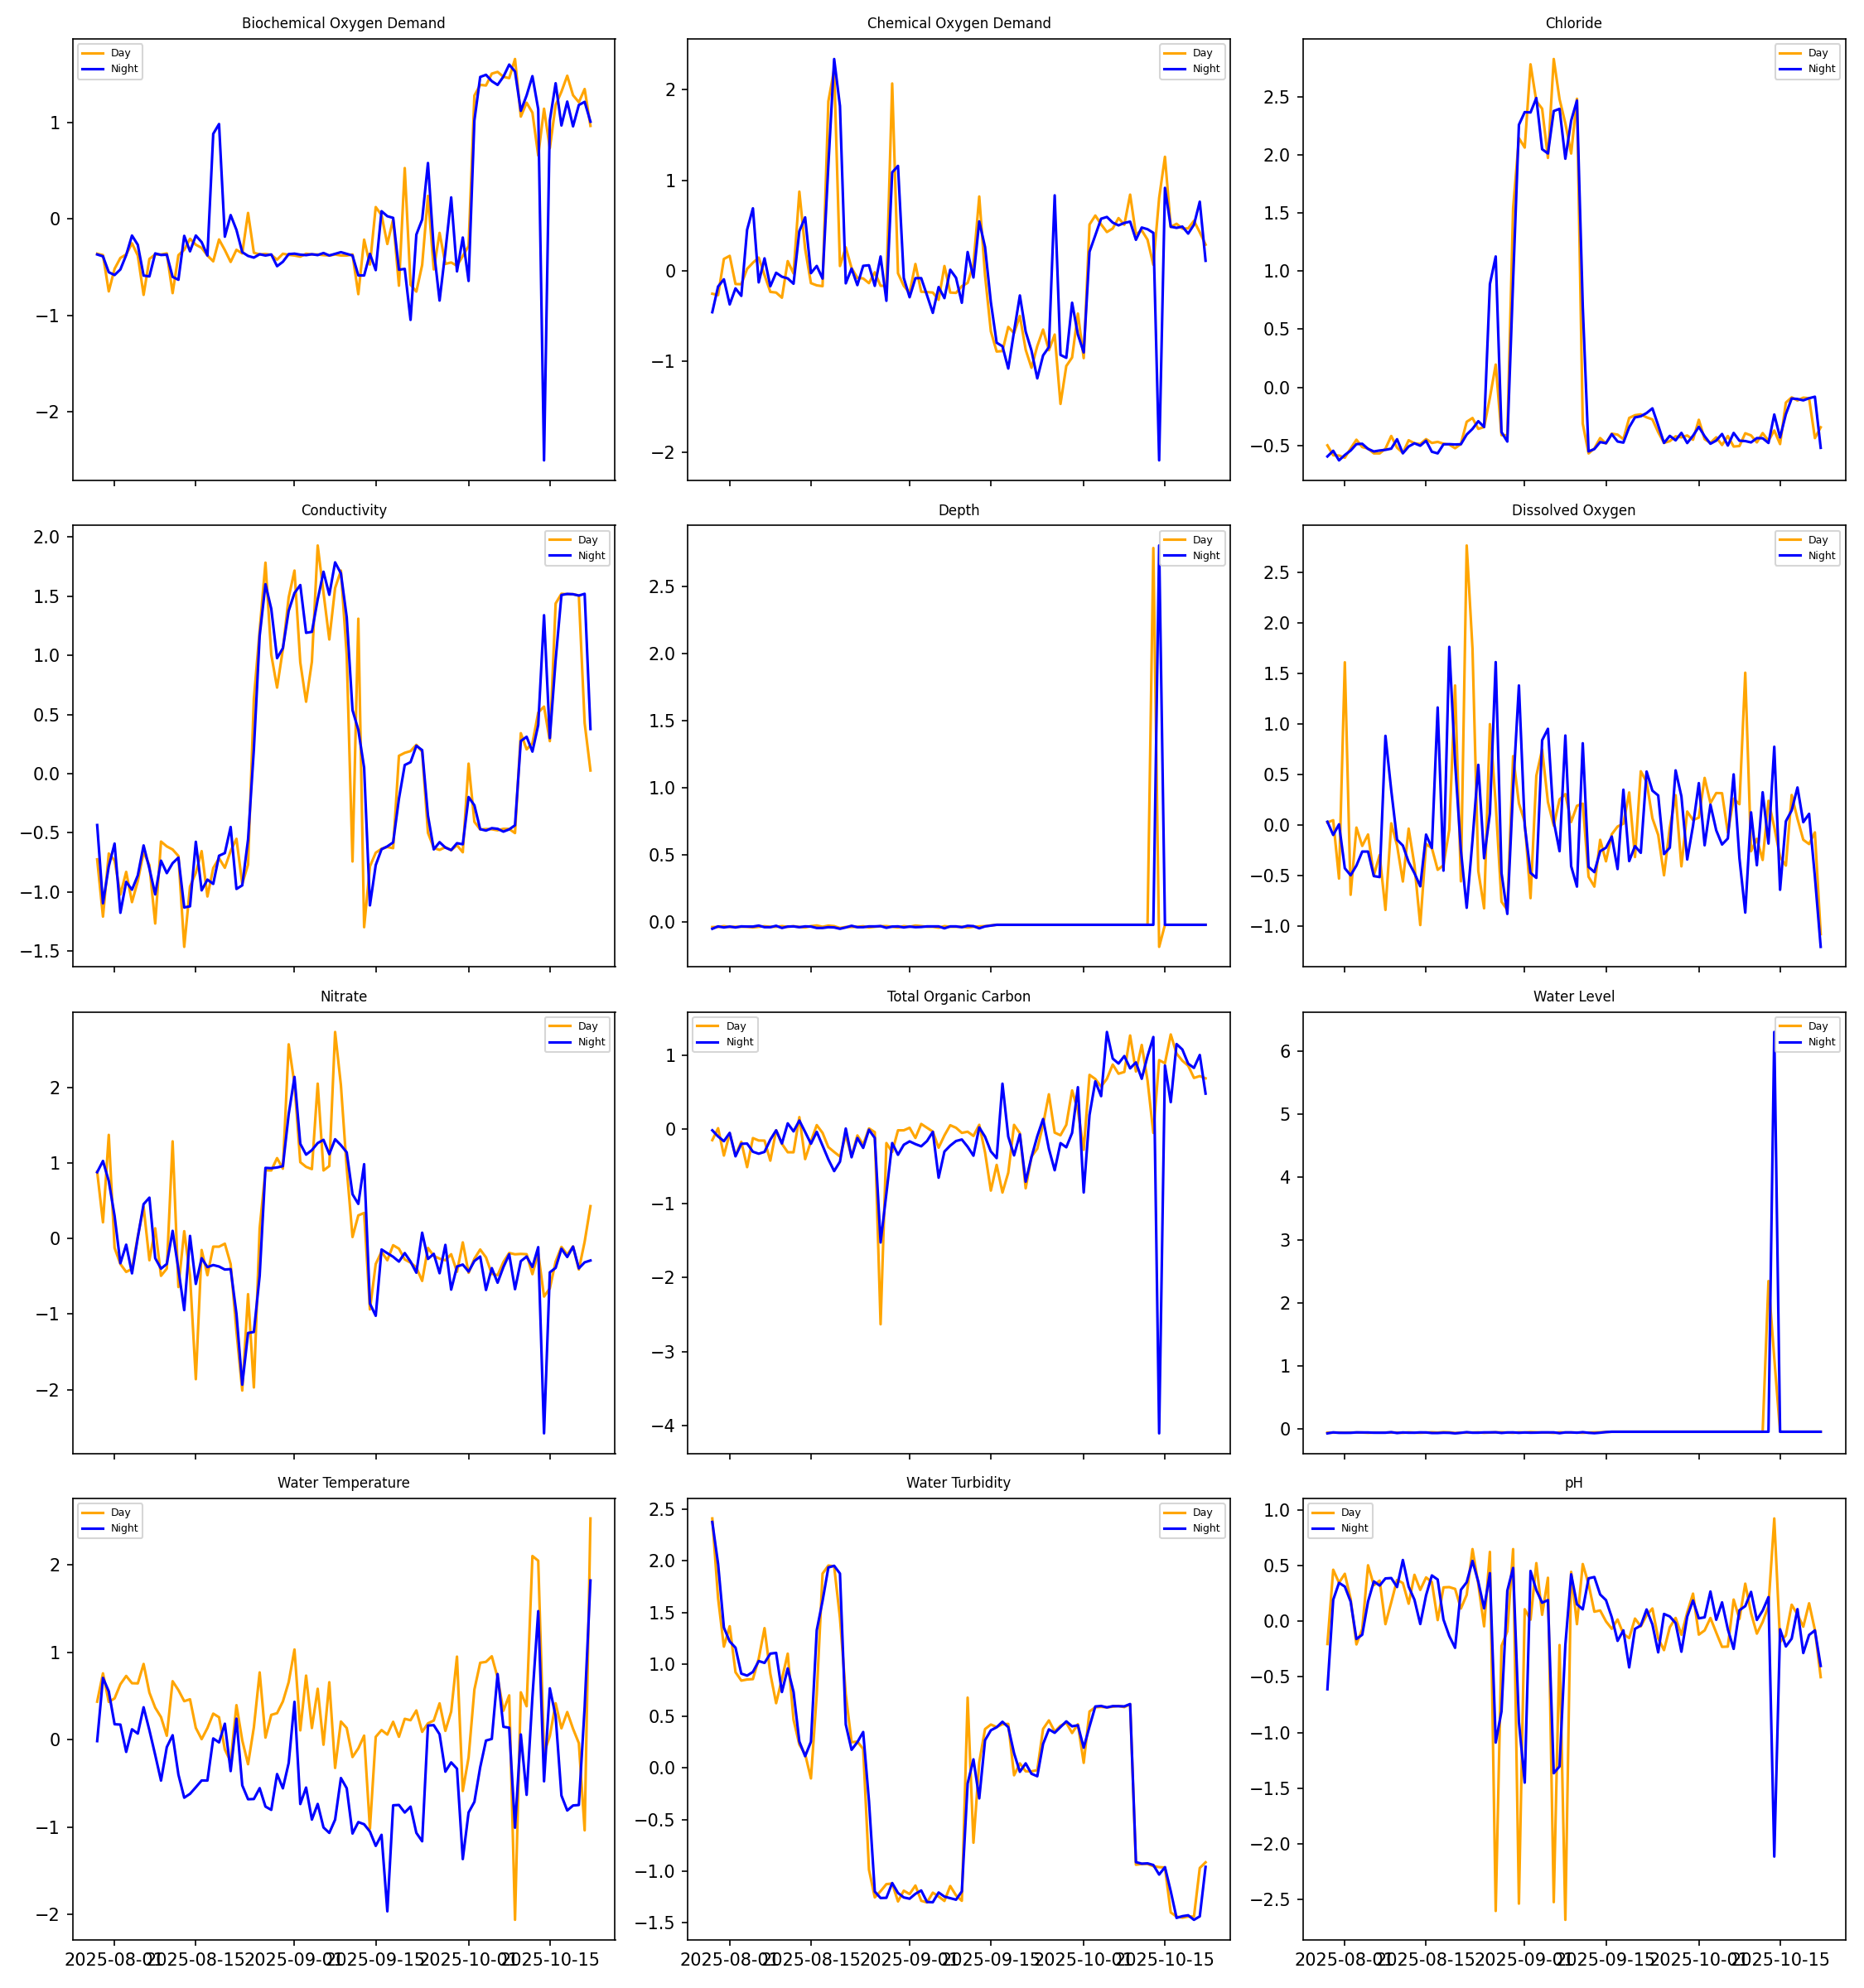 Biochemical Oxygen Demand
Day
Night
1
0
−1
−2
Chemical Oxygen Demand
Day
Night
2
1
0
−1
−2
Chloride
Day
Night
2.5
2.0
1.5
1.0
0.5
0.0
−0.5
Conductivity
Day
Night
2.0
1.5
1.0
0.5
0.0
−0.5
−1.0
−1.5
Depth
Day
Night
2.5
2.0
1.5
1.0
0.5
0.0
Dissolved Oxygen
Day
Night
2.5
2.0
1.5
1.0
0.5
0.0
−0.5
−1.0
Nitrate
Day
Night
2
1
0
−1
−2
Total Organic Carbon
Day
Night
1
0
−1
−2
−3
−4
Water Level
Day
Night
6
5
4
3
2
1
0
Water Temperature
Day
Night
2
1
0
−1
−2
2025-08-01 2025-08-15 2025-09-01 2025-09-15 2025-10-01 2025-10-15
Water Turbidity
Day
Night
2.5
2.0
1.5
1.0
0.5
0.0
−0.5
−1.0
−1.5
2025-08-01 2025-08-15 2025-09-01 2025-09-15 2025-10-01 2025-10-15
pH
Day
Night
1.0
0.5
0.0
−0.5
−1.0
−1.5
−2.0
−2.5
2025-08-01 2025-08-15 2025-09-01 2025-09-15 2025-10-01 2025-10-15